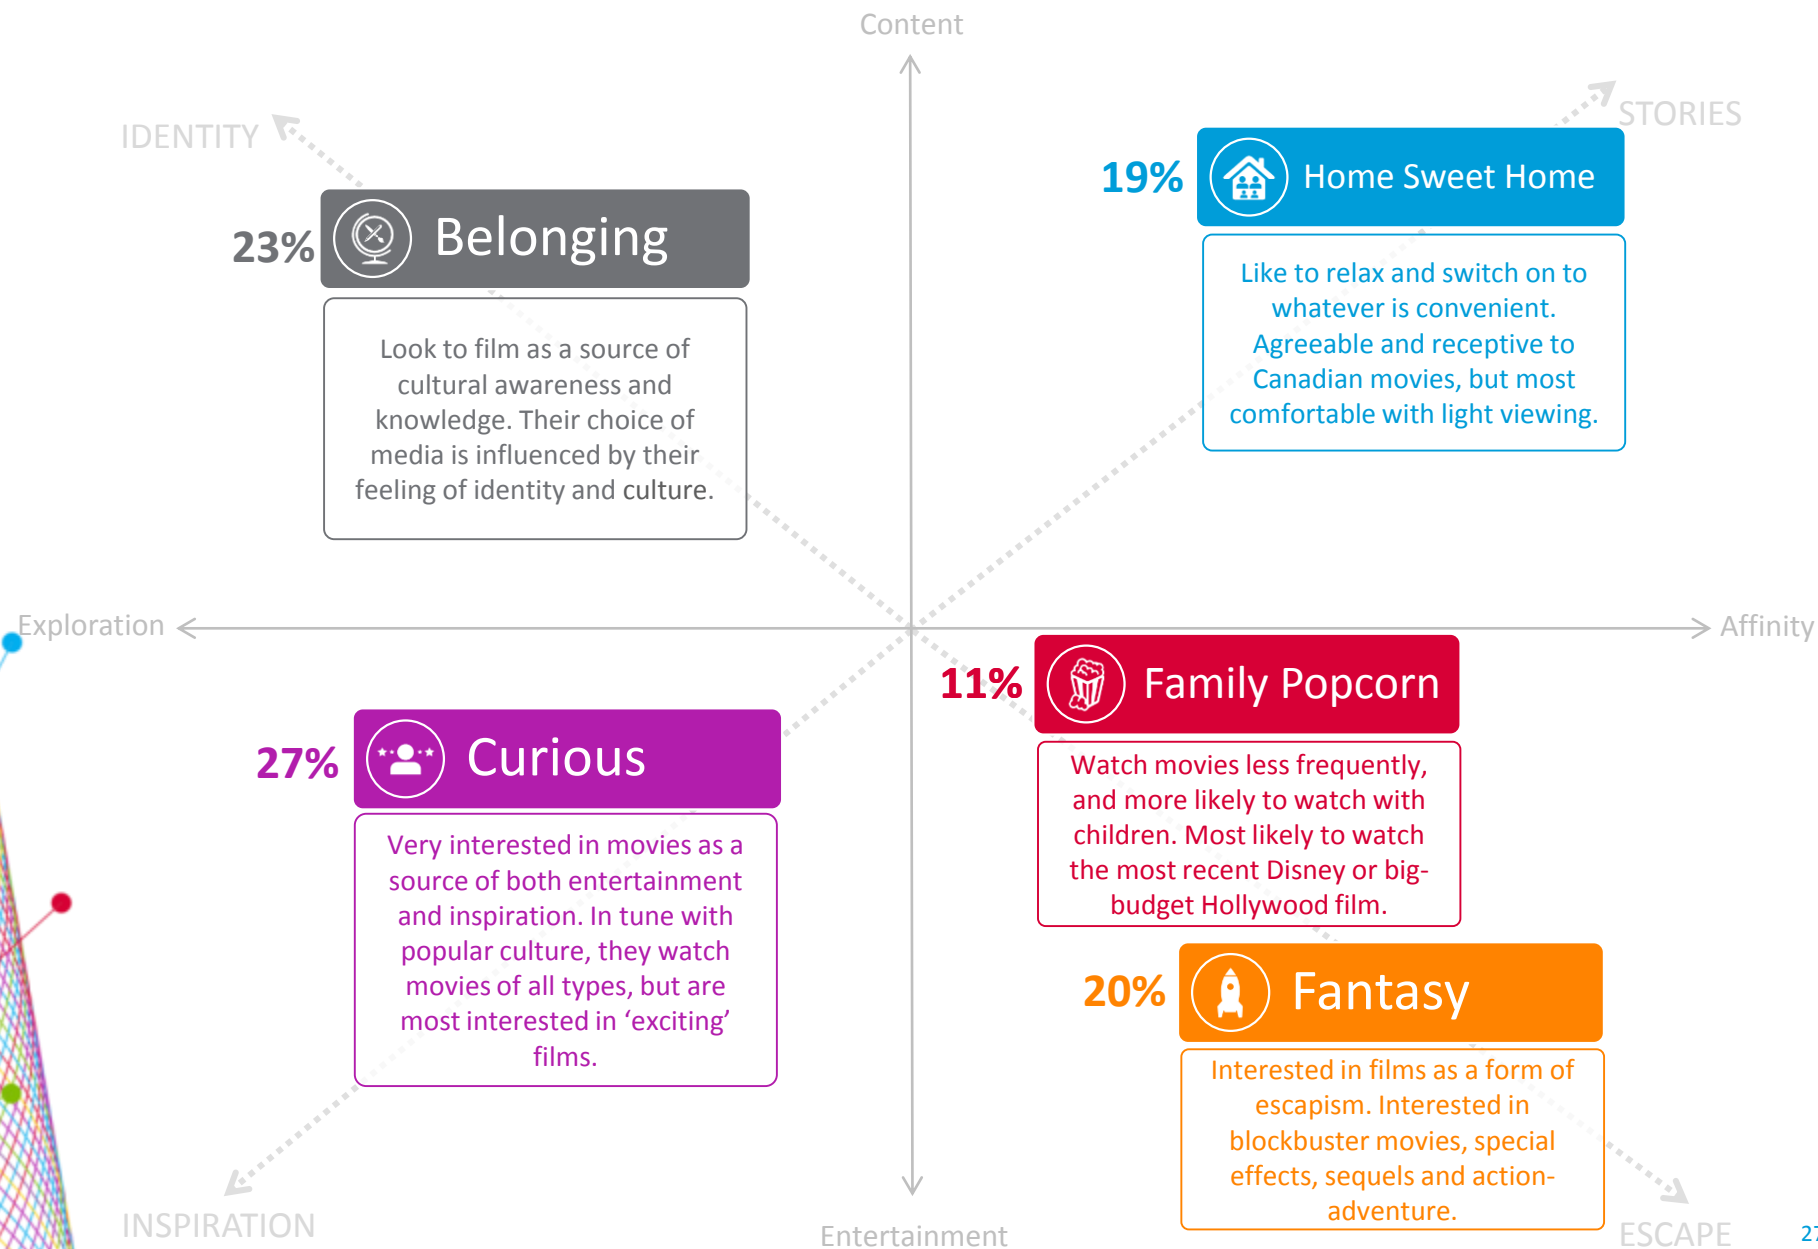 Content
IDENTITY
STORIES
19%
Home Sweet Home
Like to relax and switch on to
whatever is convenient.
Agreeable and receptive to
Canadian movies, but most
comfortable with light viewing.
23%
Belonging
Look to film as a source of
cultural awareness and
knowledge. Their choice of
media is influenced by their
feeling of identity and culture.
Exploration
Affinity
11%
Family Popcorn
Watch movies less frequently,
and more likely to watch with
children. Most likely to watch
the most recent Disney or big-
budget Hollywood film.
27%
Curious
Very interested in movies as a
source of both entertainment
and inspiration. In tune with
popular culture, they watch
movies of all types, but are
most interested in ‘exciting’
films.
20%
Fantasy
Interested in films as a form of
escapism. Interested in
blockbuster movies, special
effects, sequels and action-
adventure.
INSPIRATION
Entertainment
ESCAPE
27